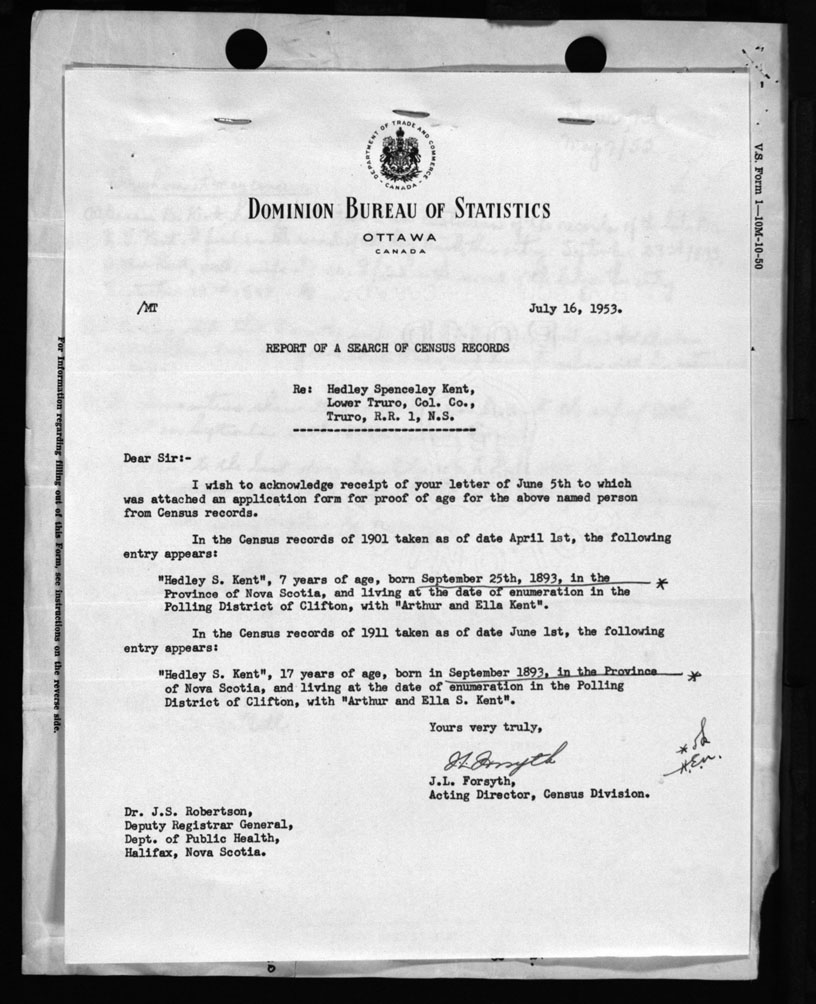 DEPARTMENT OF TRADE AND COMMERCE
CANADA
DOMINION BUREAU OF STATISTICS
OTTAWA
CANADA
/MT
July 16, 1953.
REPORT OF A SEARCH OF CENSUS RECORDS
Re: Hedley Spenceley Kent,
Lower Truro, Col. Co.,
Truro, R.R. 1, N.S.
Dear Sir:-
I wish to acknowledge receipt of your letter of June 5th to which
was attached an application form for proof of age for the above named person
from Census records.
In the Census records of 1901 taken as of date April 1st, the following
entry appears:
"Hedley S. Kent", 7 years of age, born September 25th, 1893, in the *
Province of Nova Scotia, and living at the date of enumeration in the
Polling District of Clifton, with "Arthur and Ella Kent".
In the Census records of 1911 taken as of date June 1st, the following
entry appears:
"Hedley S. Kent", 17 years of age, born in September 1893, in the Province *
of Nova Scotia, and living at the date of enumeration in the Polling
District of Clifton, with "Arthur and Ella S. Kent".
Yours very truly,
J.L. Forsyth
J.L. Forsyth,
Acting Director, Census Division.
Dr. J.S. Robertson,
Deputy Registrar General,
Dept. of Public Health,
Halifax, Nova Scotia.
V.S. Form 1—10M-10-50
For information regarding filling out of this Form, see instructions on the reverse side.